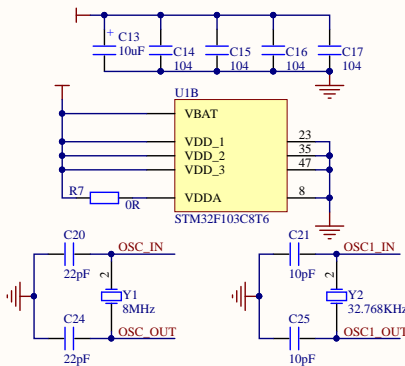 +
C13
10uF
C14
104
C15
104
C16
104
C17
104
U1B
VBAT
VDD_1
VDD_2
VDD_3
VDDA
23
35
47
8
R7
0R
STM32F103C8T6
C20
22pF
OSC_IN
2
Y1
8MHz
C24
22pF
OSC_OUT
C21
10pF
OSC1_IN
2
Y2
32.768KHz
C25
10pF
OSC1_OUT